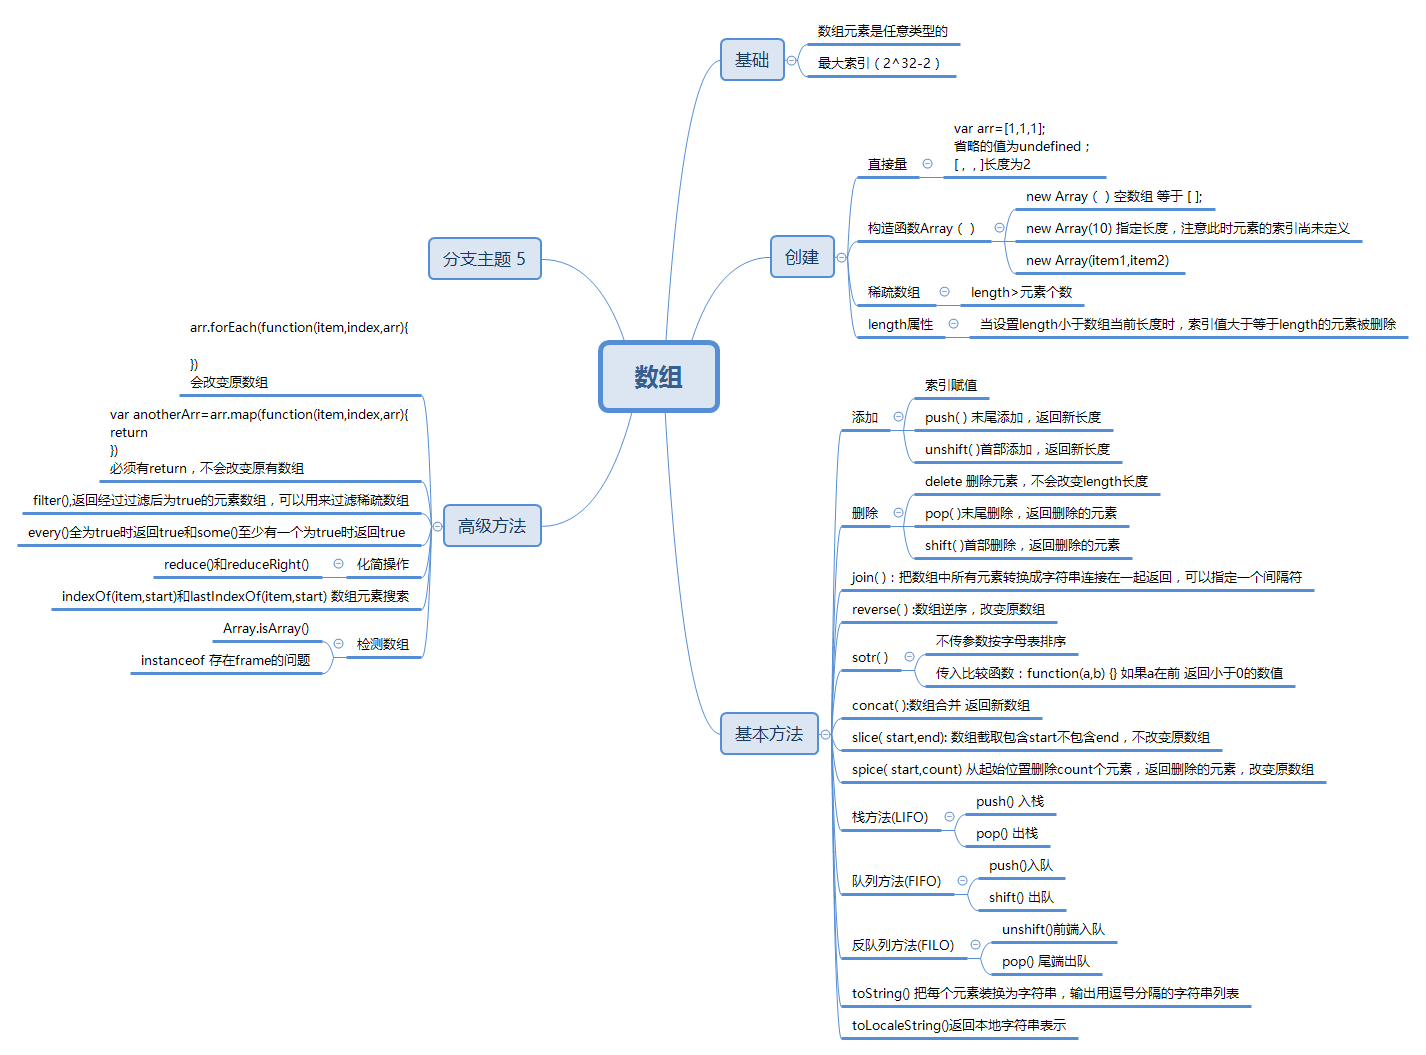 数组
基础
数组元素是任意类型的
最大索引（2^32-2）
创建
直接量
var arr=[1,1,1];
省略的值为undefined；
[ , , ]长度为2
构造函数Array（ ）
new Array（ ）空数组 等于 [ ];
new Array(10) 指定长度，注意此时元素的索引尚未定义
new Array(item1,item2)
稀疏数组
length>元素个数
length属性
当设置length小于数组当前长度时，索引值大于等于length的元素被删除
基本方法
添加
索引赋值
push( ) 末尾添加，返回新长度
unshift( )首部添加，返回新长度
删除
delete 删除元素，不会改变length长度
pop( )末尾删除，返回删除的元素
shift( )首部删除，返回删除的元素
join( )：把数组中所有元素转换成字符串连接在一起返回，可以指定一个间隔符
reverse( ) :数组逆序，改变原数组
sotr( )
不传参数按字母表排序
传入比较函数：function(a,b) {} 如果a在前 返回小于0的数值
concat( ):数组合并 返回新数组
slice( start,end): 数组截取包含start不包含end，不改变原数组
spice( start,count) 从起始位置删除count个元素，返回删除的元素，改变原数组
栈方法(LIFO)
push() 入栈
pop() 出栈
队列方法(FIFO)
push()入队
shift() 出队
反队列方法(FILO)
unshift()前端入队
pop() 尾端出队
toString() 把每个元素装换为字符串，输出用逗号分隔的字符串列表
toLocaleString()返回本地字符串表示
分支主题 5
高级方法
arr.forEach(function(item,index,arr){
})
会改变原数组
var anotherArr=arr.map(function(item,index,arr){
return
})
必须有return，不会改变原有数组
filter(),返回经过过滤后为true的元素数组，可以用来过滤稀疏数组
every()全为true时返回true和some()至少有一个为true时返回true
化简操作
reduce()和reduceRight()
indexOf(item,start)和lastIndexOf(item,start) 数组元素搜索
检测数组
Array.isArray()
instanceof 存在frame的问题